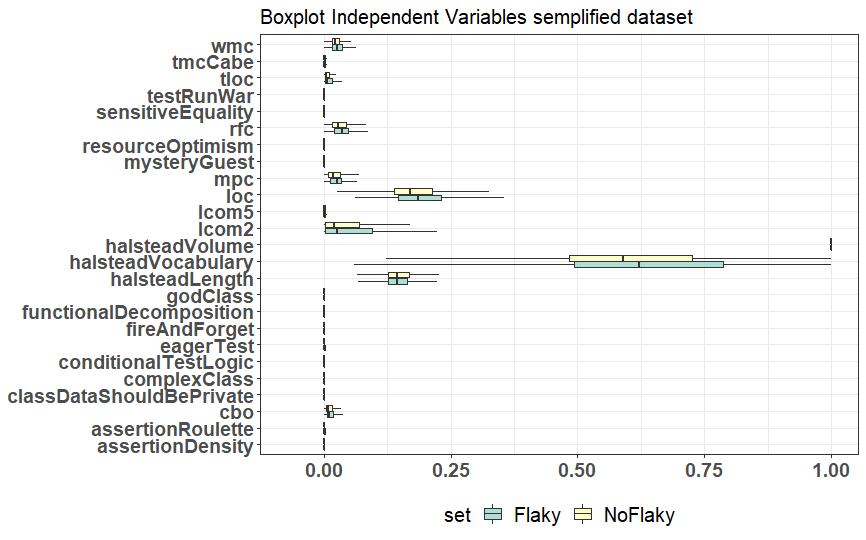 Boxplot Independent Variables semplified dataset
wmc
tmcCabe
tloc
testRunWar
sensitiveEquality
rfc
resourceOptimism
mysteryGuest
mpc
loc
lcom5
lcom2
halsteadVolume
halsteadVocabulary
halsteadLength
godClass
functionalDecomposition
fireAndForget
eagerTest
conditionalTestLogic
complexClass
classDataShouldBePrivate
cbo
assertionRoulette
assertionDensity
0.00 0.25 0.50 0.75 1.00
set Flaky NoFlaky